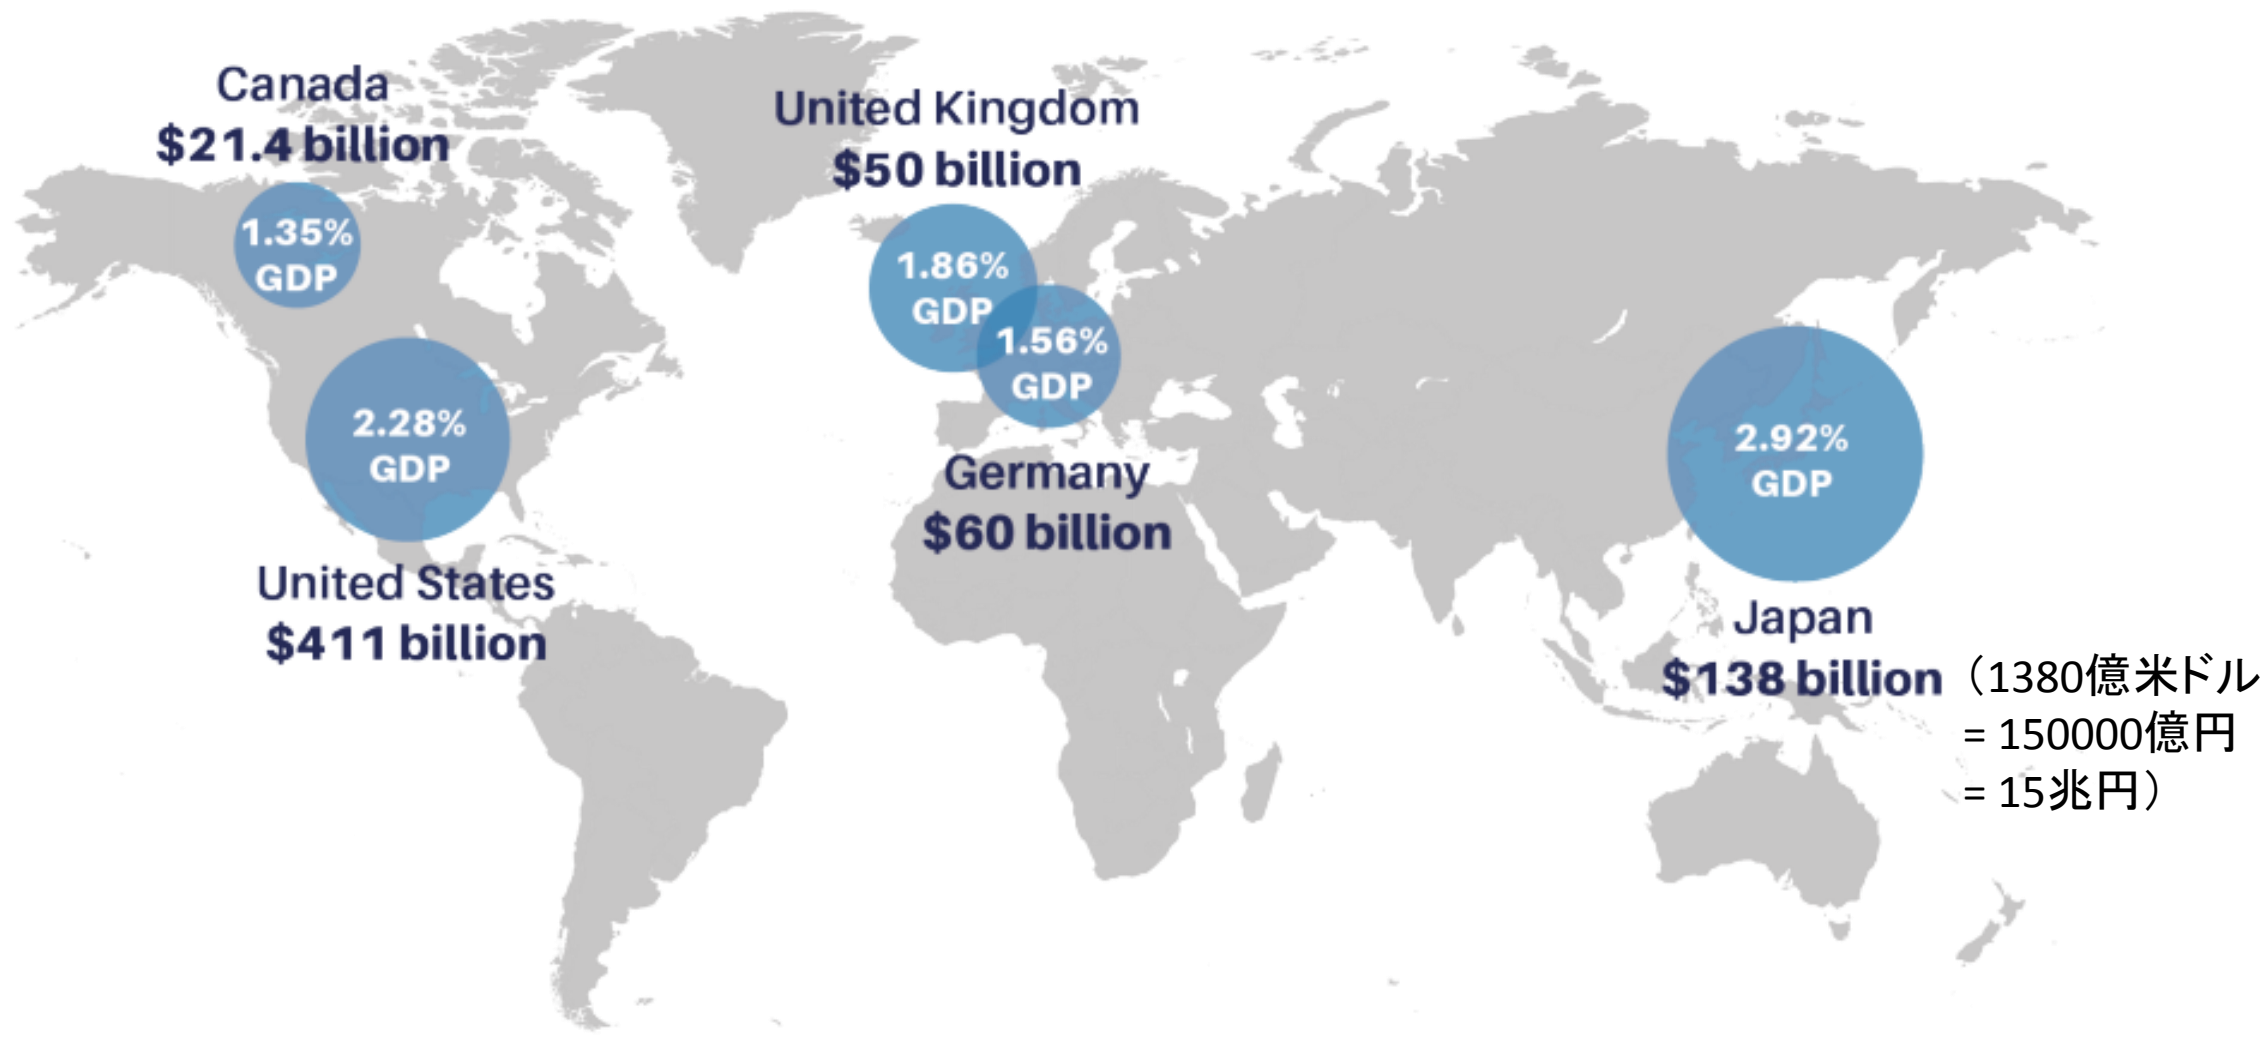 Canada
$21.4 billion
1.35%
GDP
United States
$411 billion
2.28%
GDP
United Kingdom
$50 billion
1.86%
GDP
1.56%
GDP
Germany
$60 billion
2.92%
GDP
Japan
$138 billion（1380億米ドル
= 150000億円
= 15兆円）